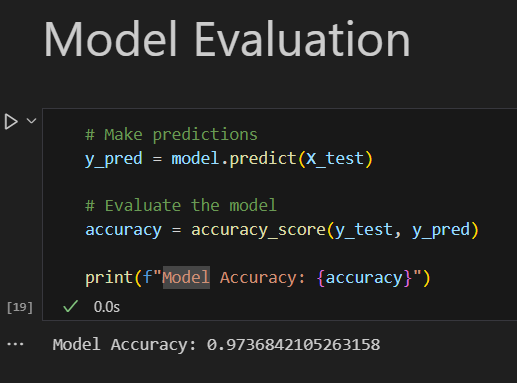 Model Evaluation
# Make predictions
y_pred = model.predict(X_test)
# Evaluate the model
accuracy = accuracy_score(y_test, y_pred)
print(f"Model Accuracy: {accuracy}")
[19]
0.0s
Model Accuracy: 0.9736842105263158